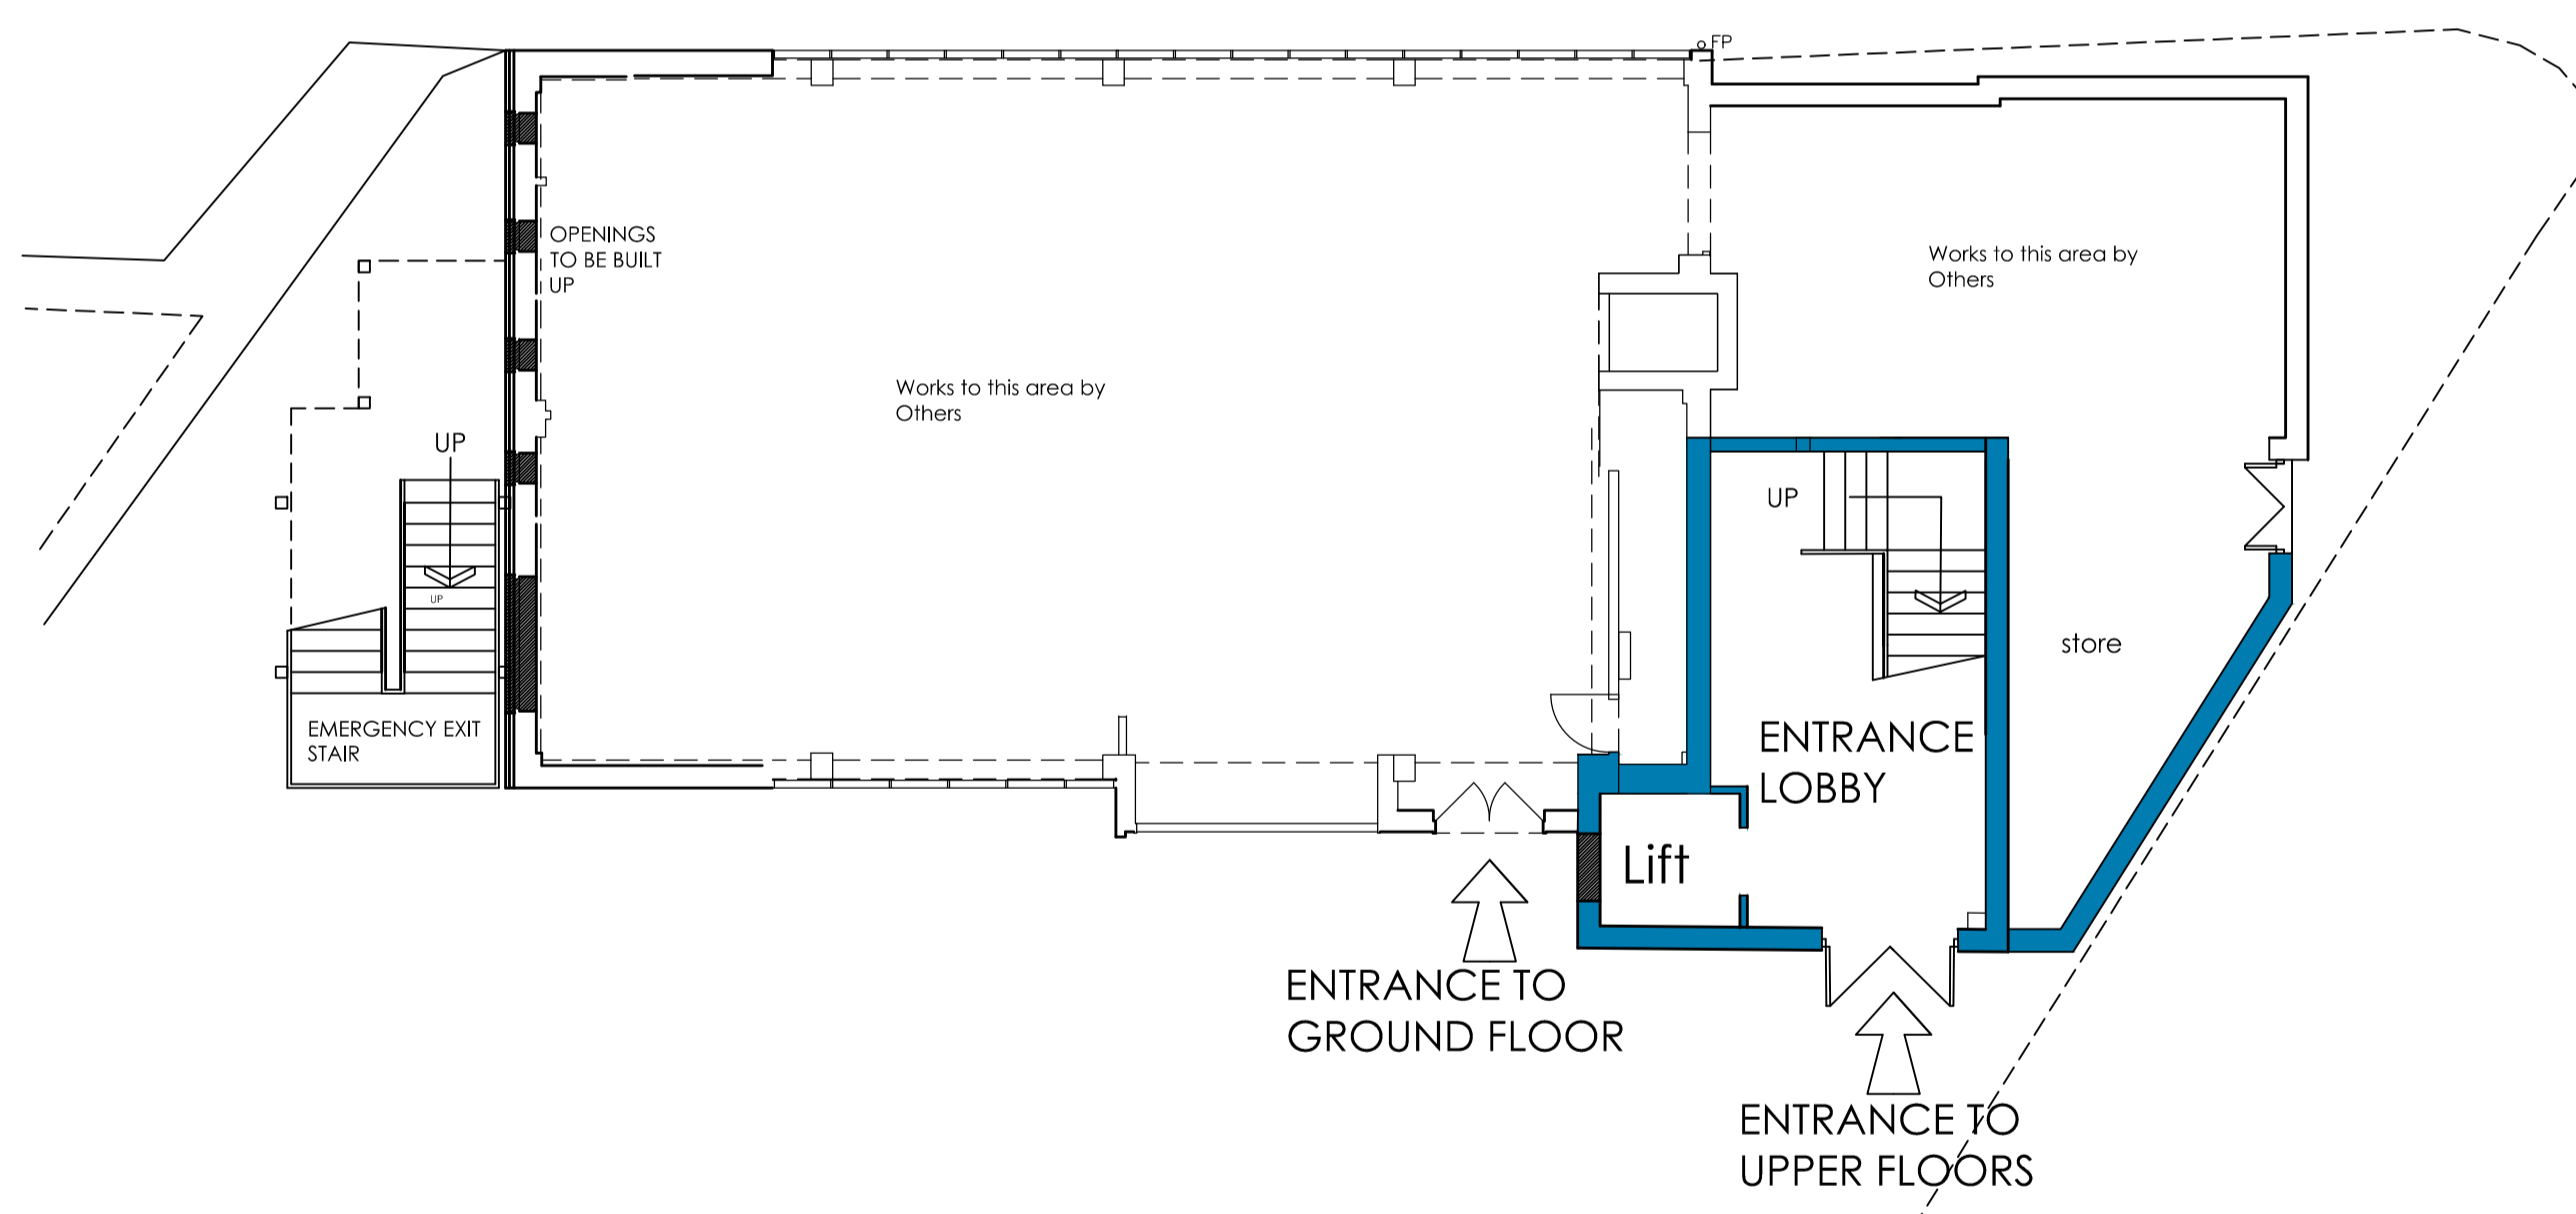 FP
OPENINGS
TO BE BUILT
UP
Works to this area by
Others
Works to this area by
Others
UP
UP
UP
store
EMERGENCY EXIT
STAIR
ENTRANCE
LOBBY
Lift
ENTRANCE TO
GROUND FLOOR
ENTRANCE TO
UPPER FLOORS